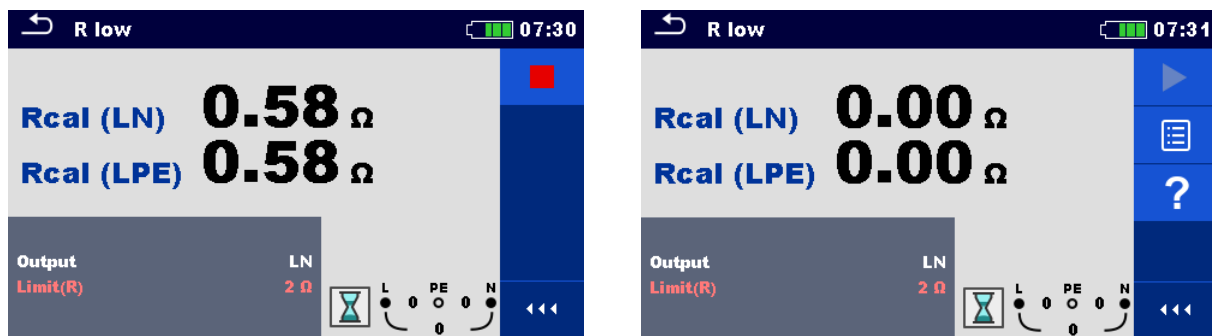 R low 07:30
Rcal (LN) 0.58 Ω
Rcal (LPE) 0.58 Ω
Output LN
Limit(R) 2 Ω
L PE N
0 0
0
R low 07:31
Rcal (LN) 0.00 Ω
Rcal (LPE) 0.00 Ω
?
Output LN
Limit(R) 2 Ω
L PE N
0 0
0